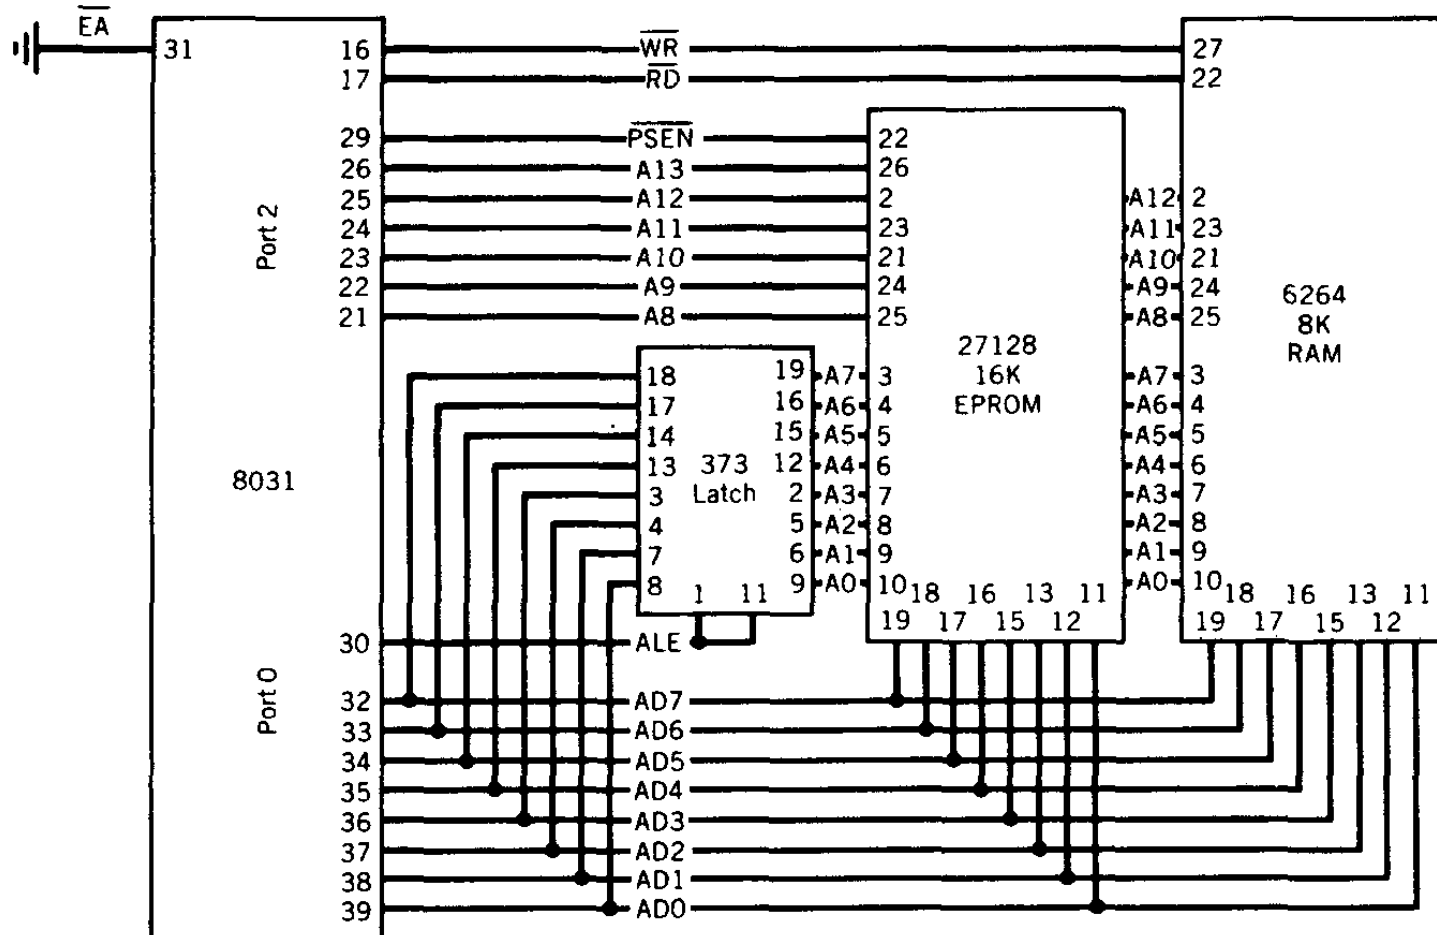 EA
31
16 WR 27
17 RD 22
29 PSEN 22
26 A13 26
25 A12 2 A12 2
24 A11 23 A11 23
23 A10 21 A10 21
22 A9 24 A9 24
21 A8 25 A8 25
Port 2
6264
8K
RAM
27128
16K
EPROM
18 19 A7 3 A7 3
17 16 A6 4 A6 4
14 15 A5 5 A5 5
13 12 A4 6 A4 6
3 2 A3 7 A3 7
4 5 A2 8 A2 8
7 6 A1 9 A1 9
8 9 A0 10 A0 10
373
Latch
8031
1 11
18 16 13 11
19 17 15 12
18 16 13 11
19 17 15 12
30 ALE
Port 0
32 AD7
33 AD6
34 AD5
35 AD4
36 AD3
37 AD2
38 AD1
39 AD0